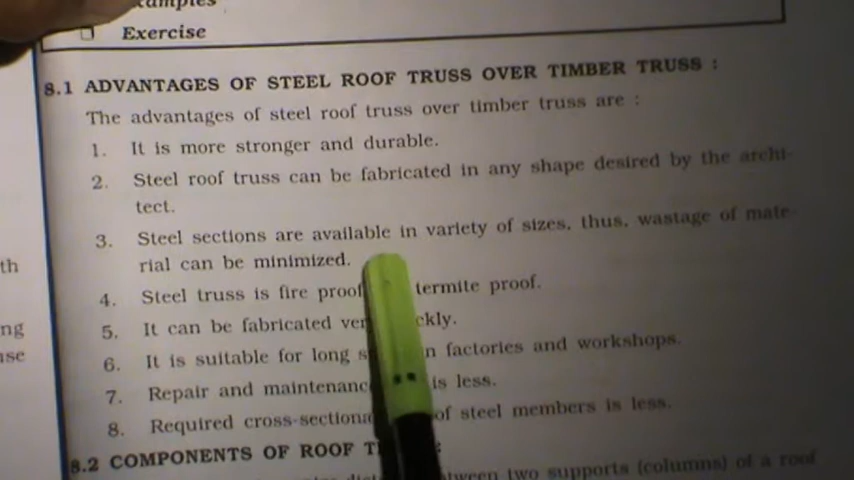 Exercise
8.1 ADVANTAGES OF STEEL ROOF TRUSS OVER TIMBER TRUSS :
The advantages of steel roof truss over timber truss are :
1. It is more stronger and durable.
2. Steel roof truss can be fabricated in any shape desired by the archi-
tect.
3. Steel sections are available in variety of sizes, thus, wastage of mate-
th rial can be minimized.
4. Steel truss is fire proof termite proof.
ng 5. It can be fabricated
6. It is suitable for long factories and workshops.
7. Repair and is less.
8. Required of steel members is less.
8.2 COMPONENTS OF ROOF
two supports (columns) of a roof